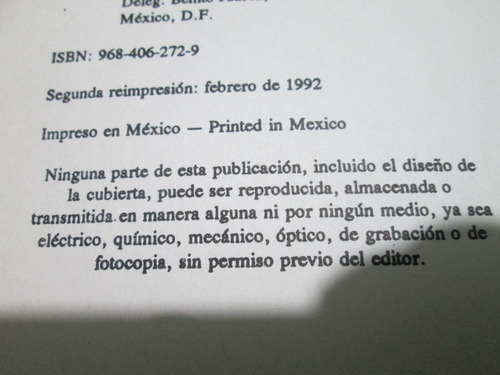 Deleg. Benito
México, D.F.
ISBN: 968-406-272-9
Segunda reimpresión: febrero de 1992
Impreso en México — Printed in Mexico
Ninguna parte de esta publicación, incluido el diseño de
la cubierta, puede ser reproducida, almacenada o
transmitida en manera alguna ni por ningún medio, ya sea
eléctrico, químico, mecánico, óptico, de grabación o de
fotocopia, sin permiso previo del editor.